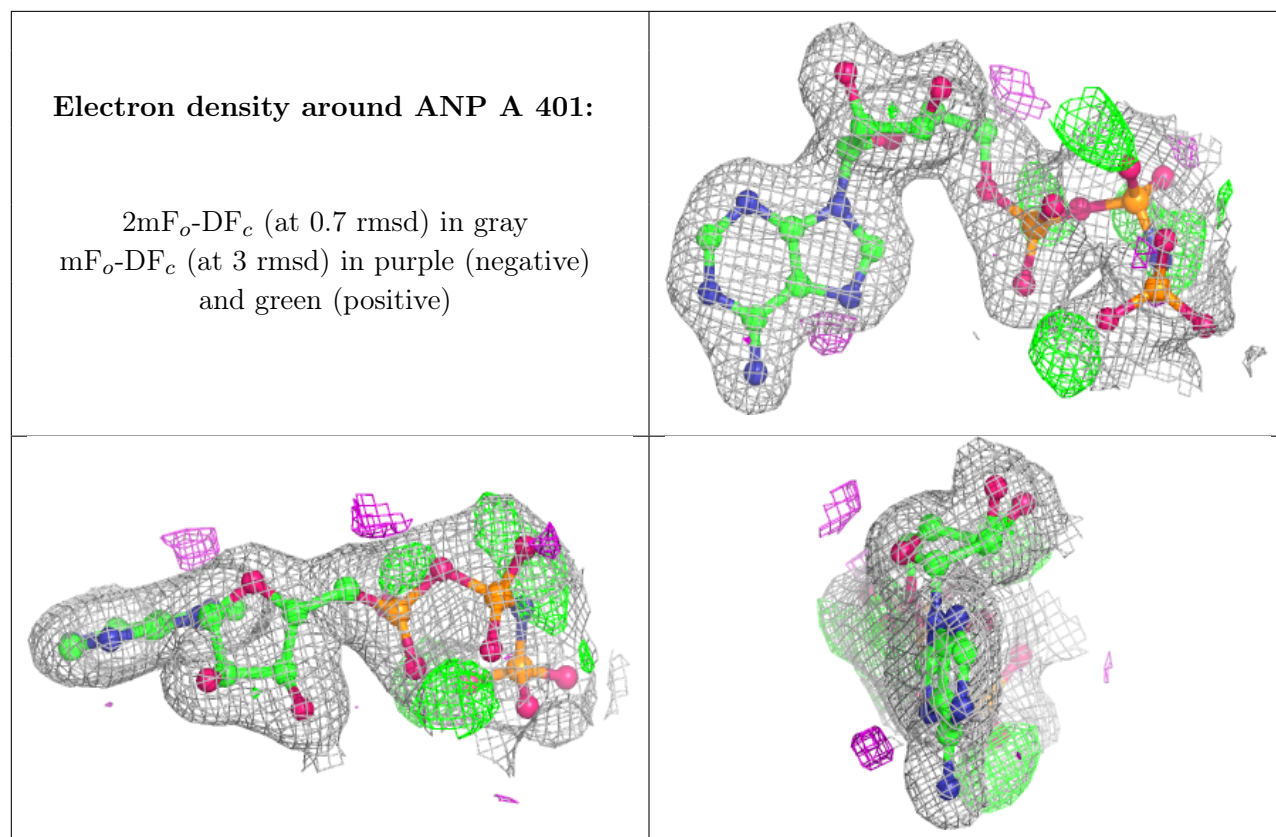 Electron density around ANP A 401:
2mFo-DFc (at 0.7 rmsd) in gray
mFo-DFc (at 3 rmsd) in purple (negative)
and green (positive)